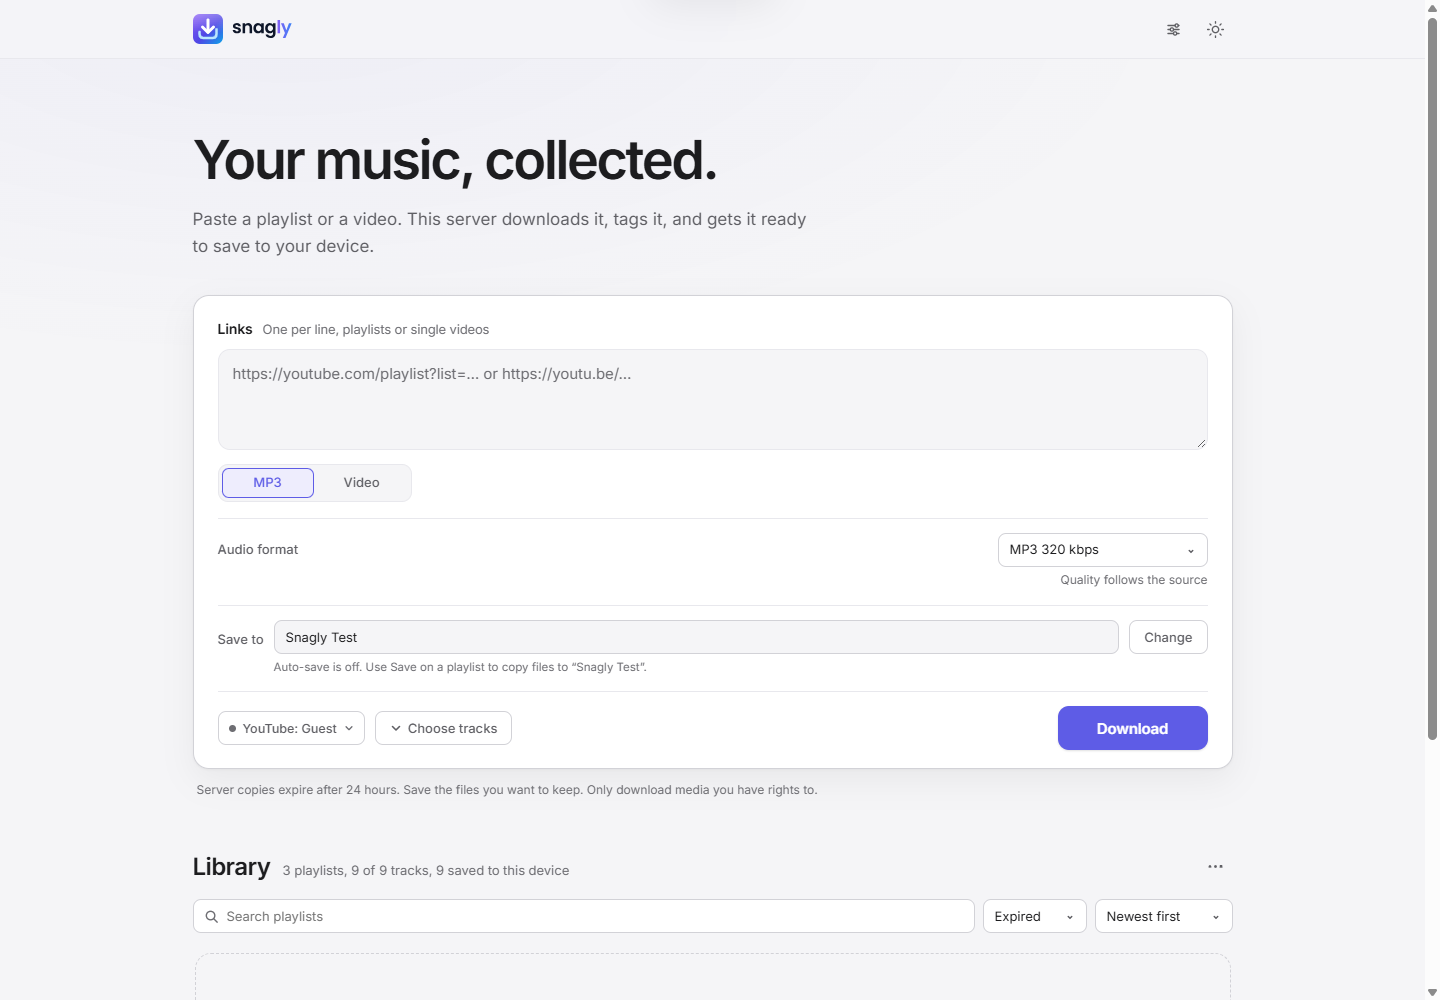 snagly
Your music, collected.
Paste a playlist or a video. This server downloads it, tags it, and gets it ready
to save to your device.
Links One per line, playlists or single videos
https://youtube.com/playlist?list=... or https://youtu.be/...
MP3 Video
Audio format MP3 320 kbps
Quality follows the source
Save to Snagly Test Change
Auto-save is off. Use Save on a playlist to copy files to “Snagly Test”.
YouTube: Guest Choose tracks Download
Server copies expire after 24 hours. Save the files you want to keep. Only download media you have rights to.
Library 3 playlists, 9 of 9 tracks, 9 saved to this device
Search playlists Expired Newest first